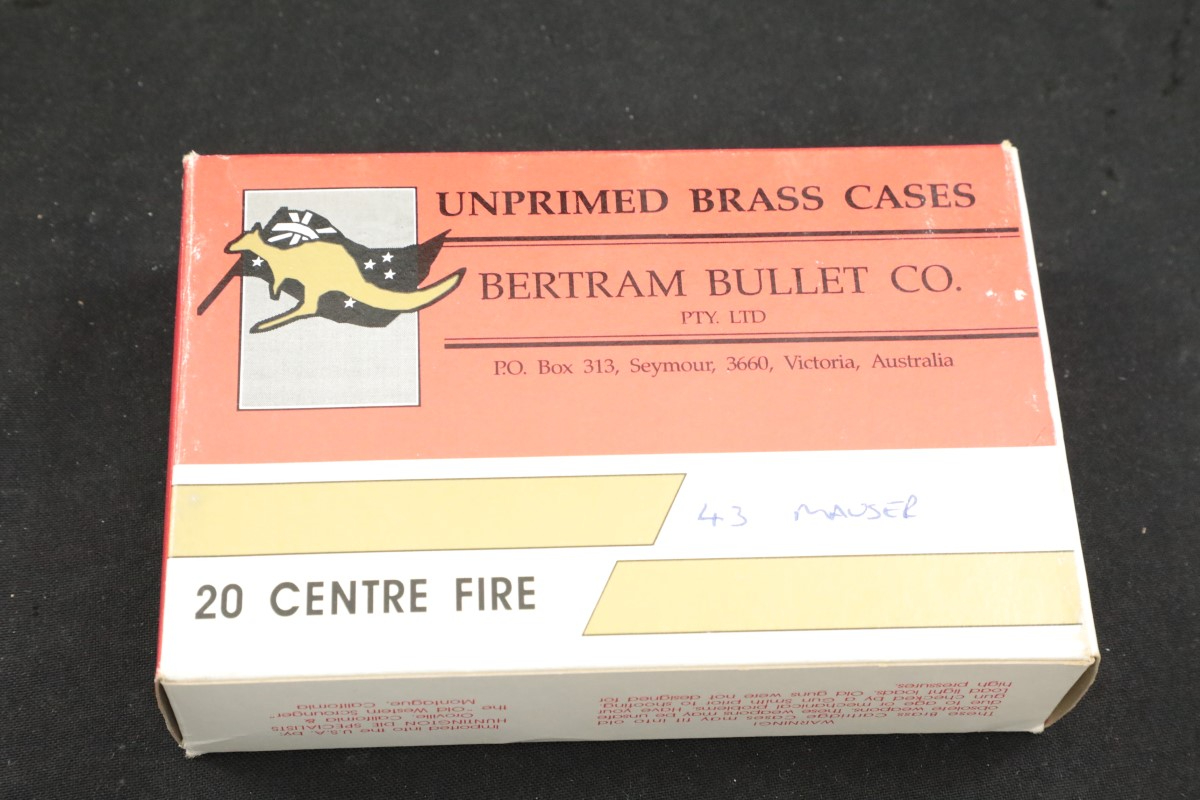 UNPRIMED BRASS CASES
BERTRAM BULLET CO.
PTY. LTD
P.O. Box 313, Seymour, 3660, Victoria, Australia
43 MAUSER
20 CENTRE FIRE
WARNING!
These Brass Cartridge Cases may fit into old
obsolete weapons, these weapons may be unsafe
due to age or mechanical problems, have your
gun checked by a Gun Smith prior to shooting.
Load light loads. Old guns were not designed for
high pressures.
Imported into the U.S.A. by:
HUNTINGTON DIE SPECIALISTS
Oroville, California &
the "Old Western Scrounger"
Montague, California